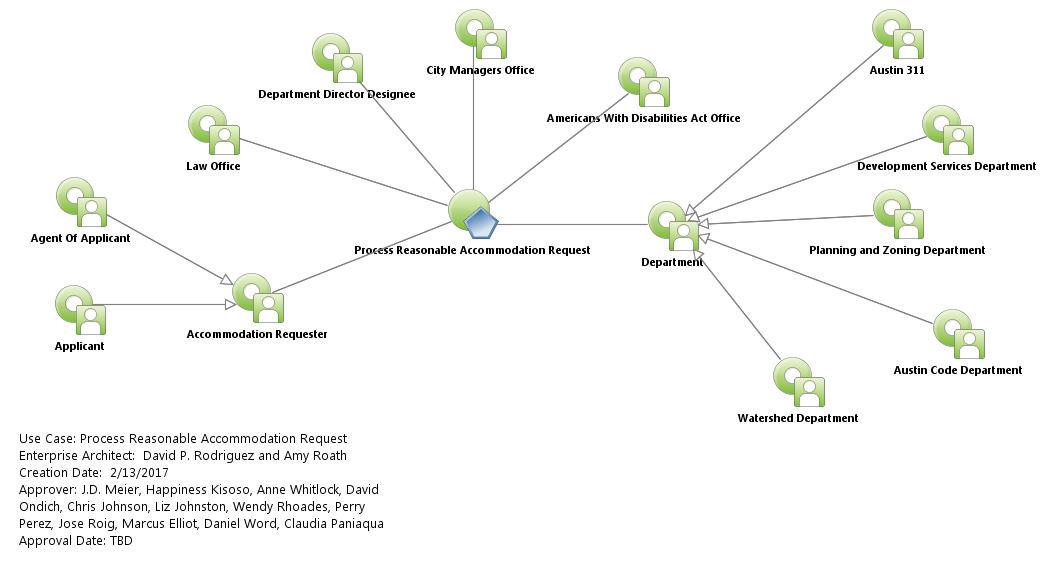 City Managers Office
Austin 311
Department Director Designee
Americans With Disabilities Act Office
Law Office
Development Services Department
Agent Of Applicant
Process Reasonable Accommodation Request
Planning and Zoning Department
Department
Accommodation Requester
Applicant
Austin Code Department
Watershed Department
Use Case: Process Reasonable Accommodation Request
Enterprise Architect:  David P. Rodriguez and Amy Roath
Creation Date:  2/13/2017
Approver: J.D. Meier, Happiness Kisoso, Anne Whitlock, David
Ondich, Chris Johnson, Liz Johnston, Wendy Rhoades, Perry
Perez, Jose Roig, Marcus Elliot, Daniel Word, Claudia Paniaqua
Approval Date: TBD